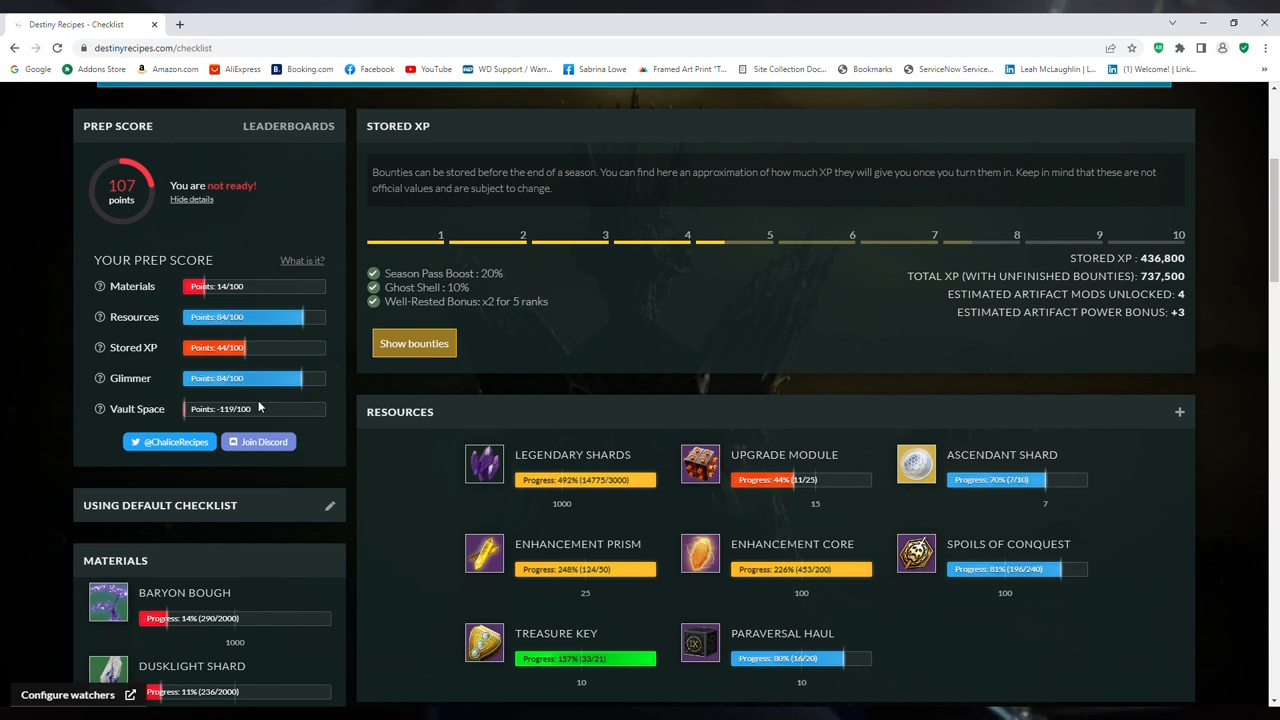 Destiny Recipes - Checklist
destinyrecipes.com/checklist
Google Addons Store Amazon.com AliExpress Booking.com Facebook YouTube WD Support / Warr... Sabrina Lowe Framed Art Print "T... Site Collection Doc... Bookmarks ServiceNow Service... Leah McLaughlin | L... (1) Welcome! | Link...
PREP SCORE LEADERBOARDS
107
points
You are not ready!
Hide details
YOUR PREP SCORE What is it?
Materials Points: 14/100
Resources Points: 84/100
Stored XP Points: 44/100
Glimmer Points: 84/100
Vault Space Points: -119/100
@ChaliceRecipes Join Discord
USING DEFAULT CHECKLIST
MATERIALS
BARYON BOUGH
Progress: 14% (290/2000)
1000
DUSKLIGHT SHARD
Progress: 11% (236/2000)
Configure watchers
STORED XP
Bounties can be stored before the end of a season. You can find here an approximation of how much XP they will give you once you turn them in. Keep in mind that these are not
official values and are subject to change.
1 2 3 4 5 6 7 8 9 10
STORED XP : 436,800
TOTAL XP (WITH UNFINISHED BOUNTIES): 737,500
ESTIMATED ARTIFACT MODS UNLOCKED: 4
ESTIMATED ARTIFACT POWER BONUS: +3
Season Pass Boost : 20%
Ghost Shell : 10%
Well-Rested Bonus: x2 for 5 ranks
Show bounties
RESOURCES +
LEGENDARY SHARDS UPGRADE MODULE ASCENDANT SHARD
Progress: 492% (14775/3000) Progress: 44% (11/25) Progress: 70% (7/10)
1000 15 7
ENHANCEMENT PRISM ENHANCEMENT CORE SPOILS OF CONQUEST
Progress: 248% (124/50) Progress: 226% (453/200) Progress: 81% (196/240)
25 100 100
TREASURE KEY PARAVERSAL HAUL
Progress: 157% (33/21) Progress: 80% (16/20)
10 10